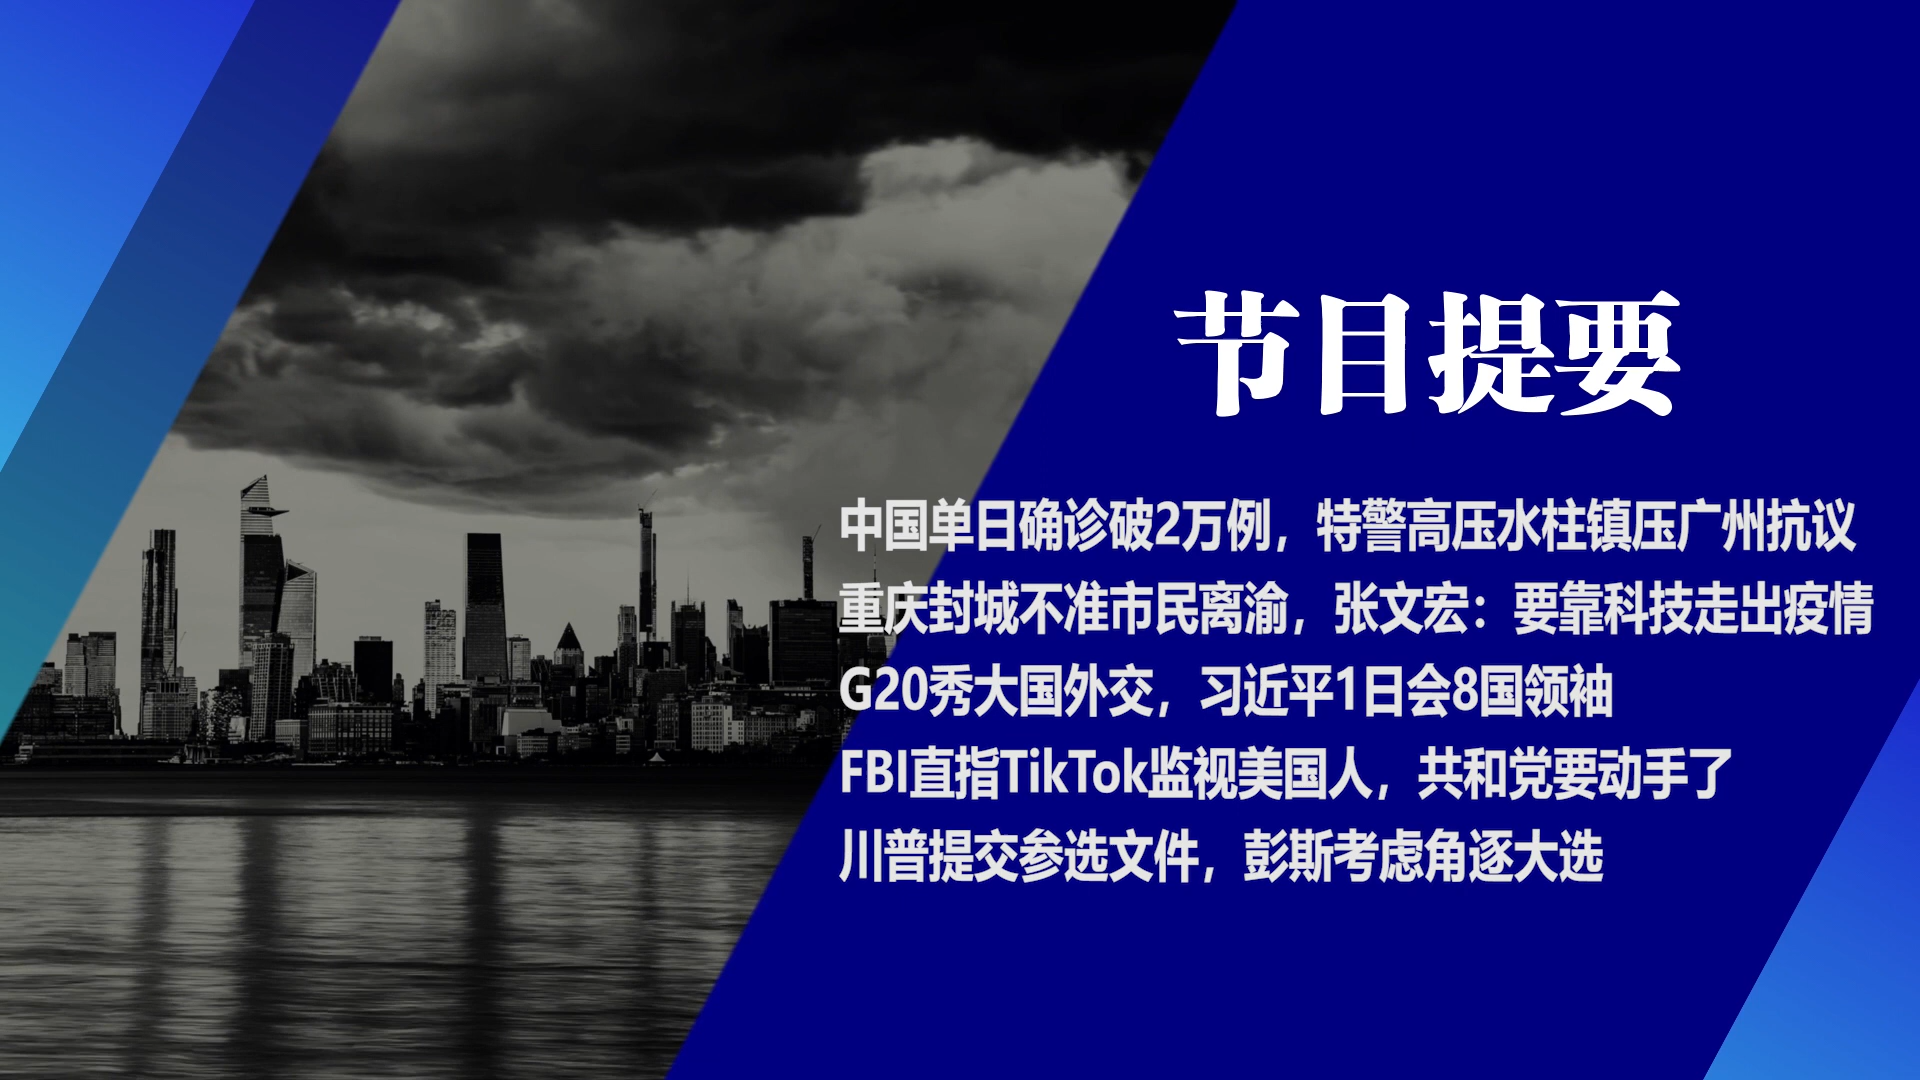 节目提要
中国单日确诊破2万例，特警高压水柱镇压广州抗议
重庆封城不准市民离渝，张文宏：要靠科技走出疫情
G20秀大国外交，习近平1日会8国领袖
FBI直指TikTok监视美国人，共和党要动手了
川普提交参选文件，彭斯考虑角逐大选